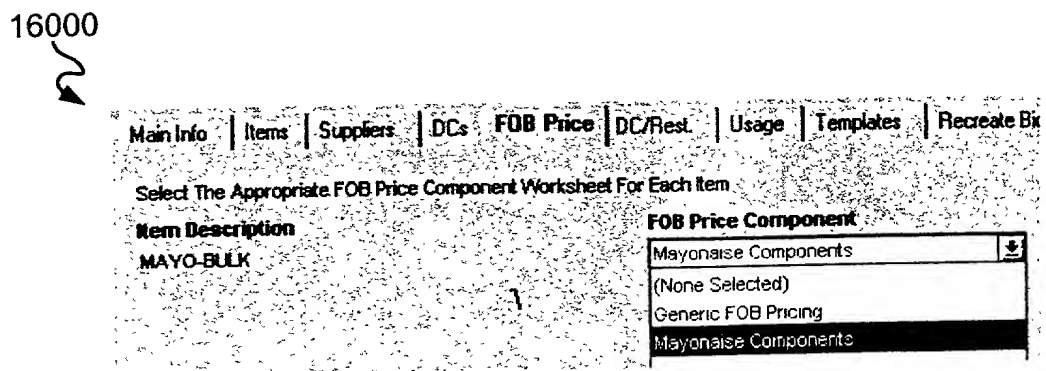 16000
Main Info | Items | Suppliers | DCs | FOB Price | DC/Rest. | Usage | Templates | Recreate Bid
Select The Appropriate FOB Price Component Worksheet For Each Item
Item Description FOB Price Component
MAYO-BULK Mayonaise Components
(None Selected)
Generic FOB Pricing
Mayonaise Components